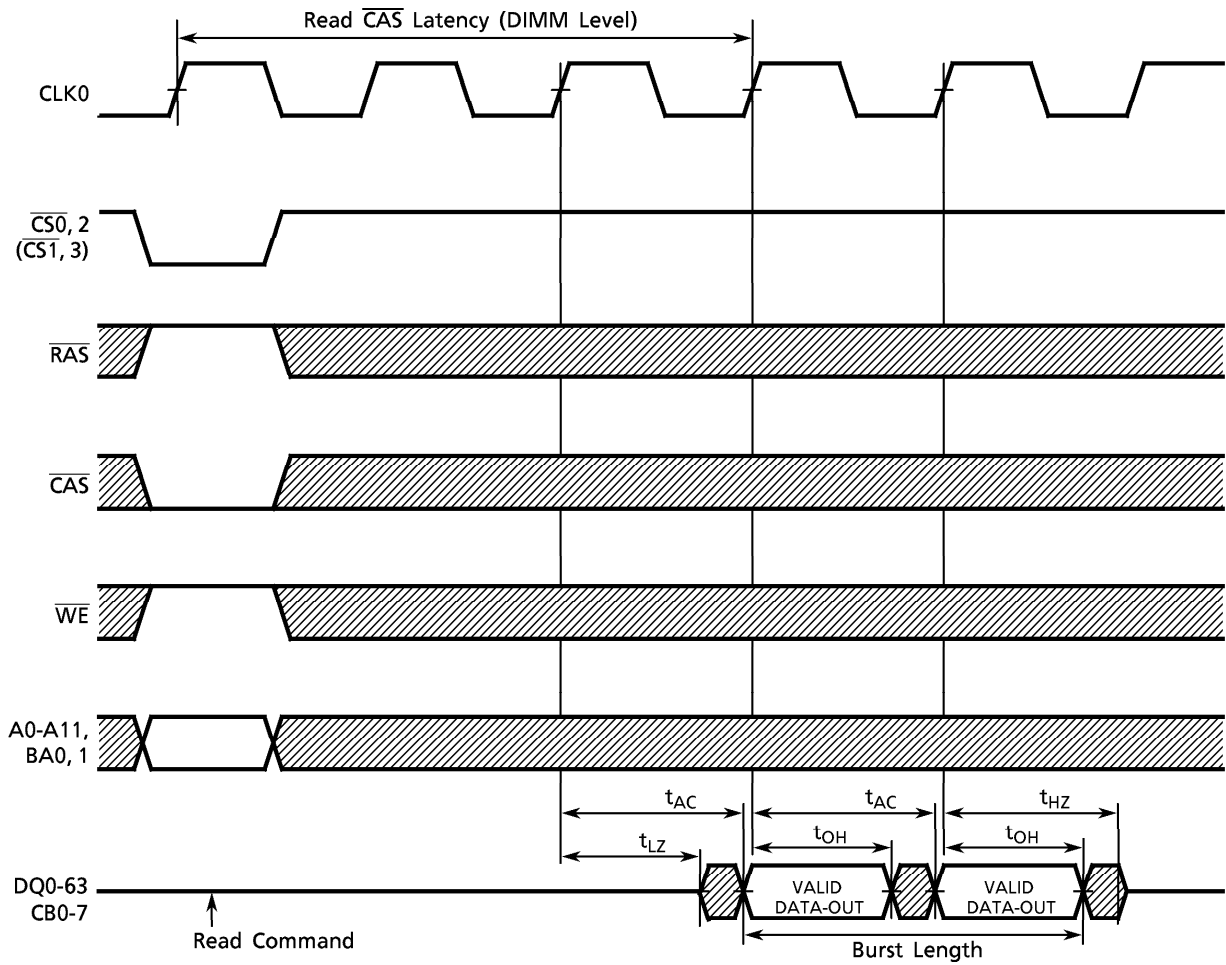 Read CAS Latency (DIMM Level)
CLK0
CS0, 2
(CS1, 3)
RAS
CAS
WE
A0-A11,
BA0, 1
tAC
tAC
tHZ
tLZ
tOH
tOH
DQ0-63
CB0-7
VALID
DATA-OUT
VALID
DATA-OUT
Read Command
Burst Length